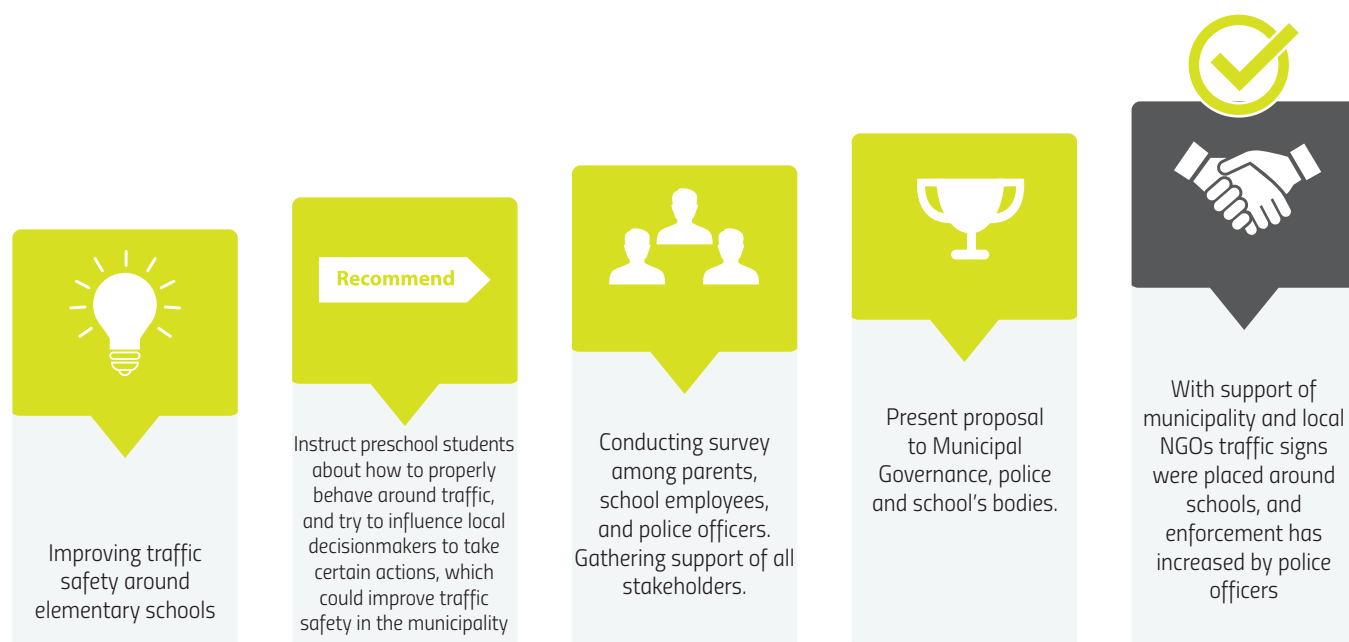 Improving traffic
safety around
elementary schools
Recommend
Instruct preschool students
about how to properly
behave around traffic,
and try to influence local
decisionmakers to take
certain actions, which
could improve traffic
safety in the municipality
Conducting survey
among parents,
school employees,
and police officers.
Gathering support of all
stakeholders.
Present proposal
to Municipal
Governance, police
and school's bodies.
With support of
municipality and local
NGOs traffic signs
were placed around
schools, and
enforcement has
increased by police
officers